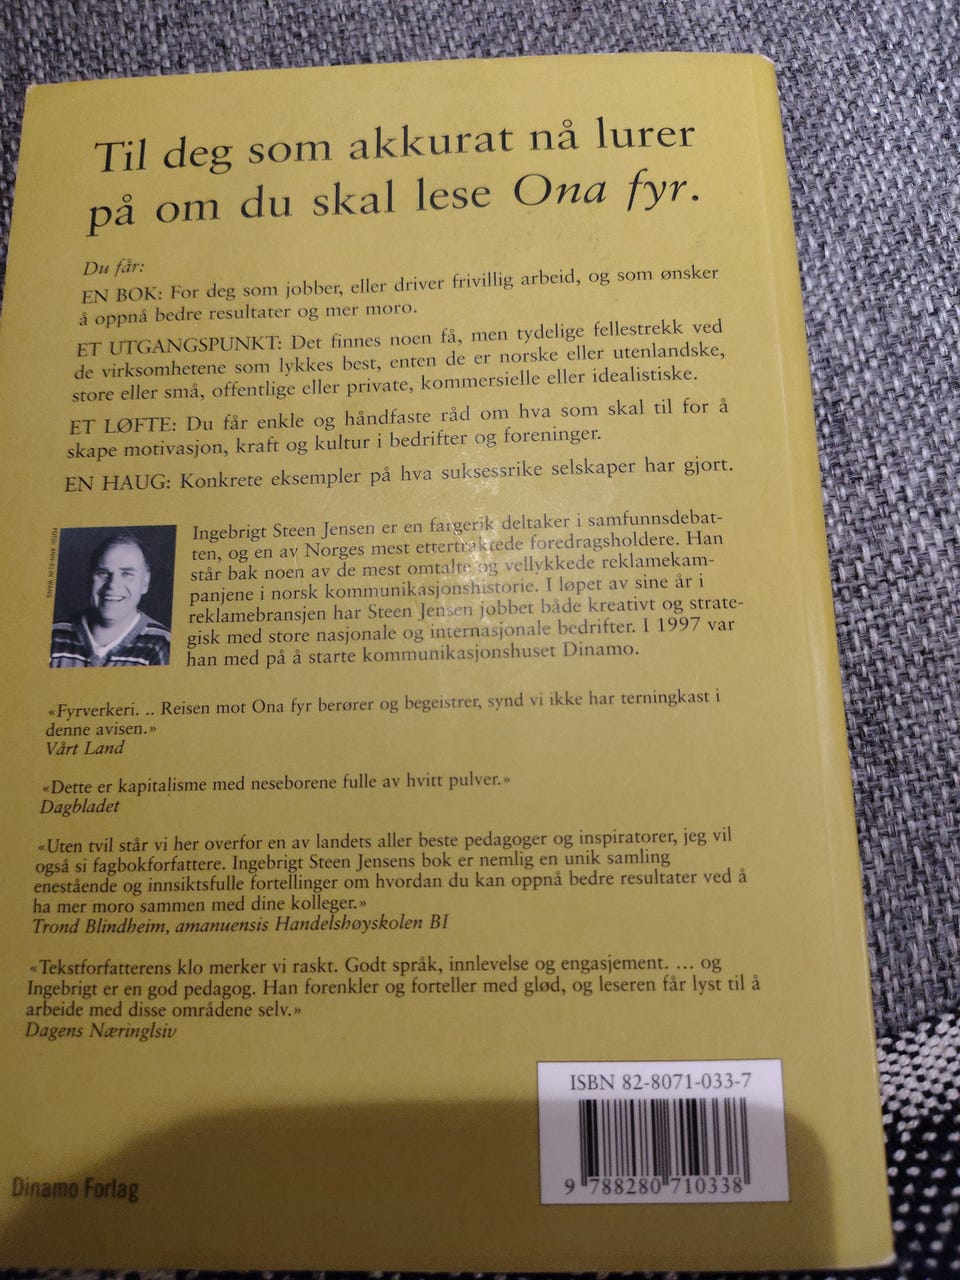 Til deg som akkurat nå lurer
på om du skal lese Ona fyr.
Du får:
EN BOK: For deg som jobber, eller driver frivillig arbeid, og som ønsker
å oppnå bedre resultater og mer moro.
ET UTGANGSPUNKT: Det finnes noen få, men tydelige fellestrekk ved
de virksomhetene som lykkes best, enten de er norske eller utenlandske,
store eller små, offentlige eller private, kommersielle eller idealistiske.
ET LØFTE: Du får enkle og håndfaste råd om hva som skal til for å
skape motivasjon, kraft og kultur i bedrifter og foreninger.
EN HAUG: Konkrete eksempler på hva suksessrike selskaper har gjort.
FOTO: ANN-ELIN WANG
Ingebrigt Steen Jensen er en fargerik deltaker i samfunnsdebat-
ten, og en av Norges mest ettertraktede foredragsholdere. Han
står bak noen av de mest omtalte og vellykkede reklamekam-
panjene i norsk kommunikasjonshistorie. I løpet av sine år i
reklamebransjen har Steen Jensen jobbet både kreativt og strate-
gisk med store nasjonale og internasjonale bedrifter. I 1997 var
han med på å starte kommunikasjonshuset Dinamo.
«Fyrverkeri. .. Reisen mot Ona fyr berører og begeistrer, synd vi ikke har terningkast i
denne avisen.»
Vårt Land
«Dette er kapitalisme med neseborene fulle av hvitt pulver.»
Dagbladet
«Uten tvil står vi her overfor en av landets aller beste pedagoger og inspiratorer, jeg vil
også si fagbokforfattere. Ingebrigt Steen Jensens bok er nemlig en unik samling
enestående og innsiktsfulle fortellinger om hvordan du kan oppnå bedre resultater ved å
ha mer moro sammen med dine kolleger.»
Trond Blindheim, amanuensis Handelshøyskolen BI
«Tekstforfatterens klo merker vi raskt. Godt språk, innlevelse og engasjement. ... og
Ingebrigt er en god pedagog. Han forenkler og forteller med glød, og leseren får lyst til å
arbeide med disse områdene selv.»
Dagens Næringlsiv
ISBN 82-8071-033-7
9 788280 710338
Dinamo Forlag